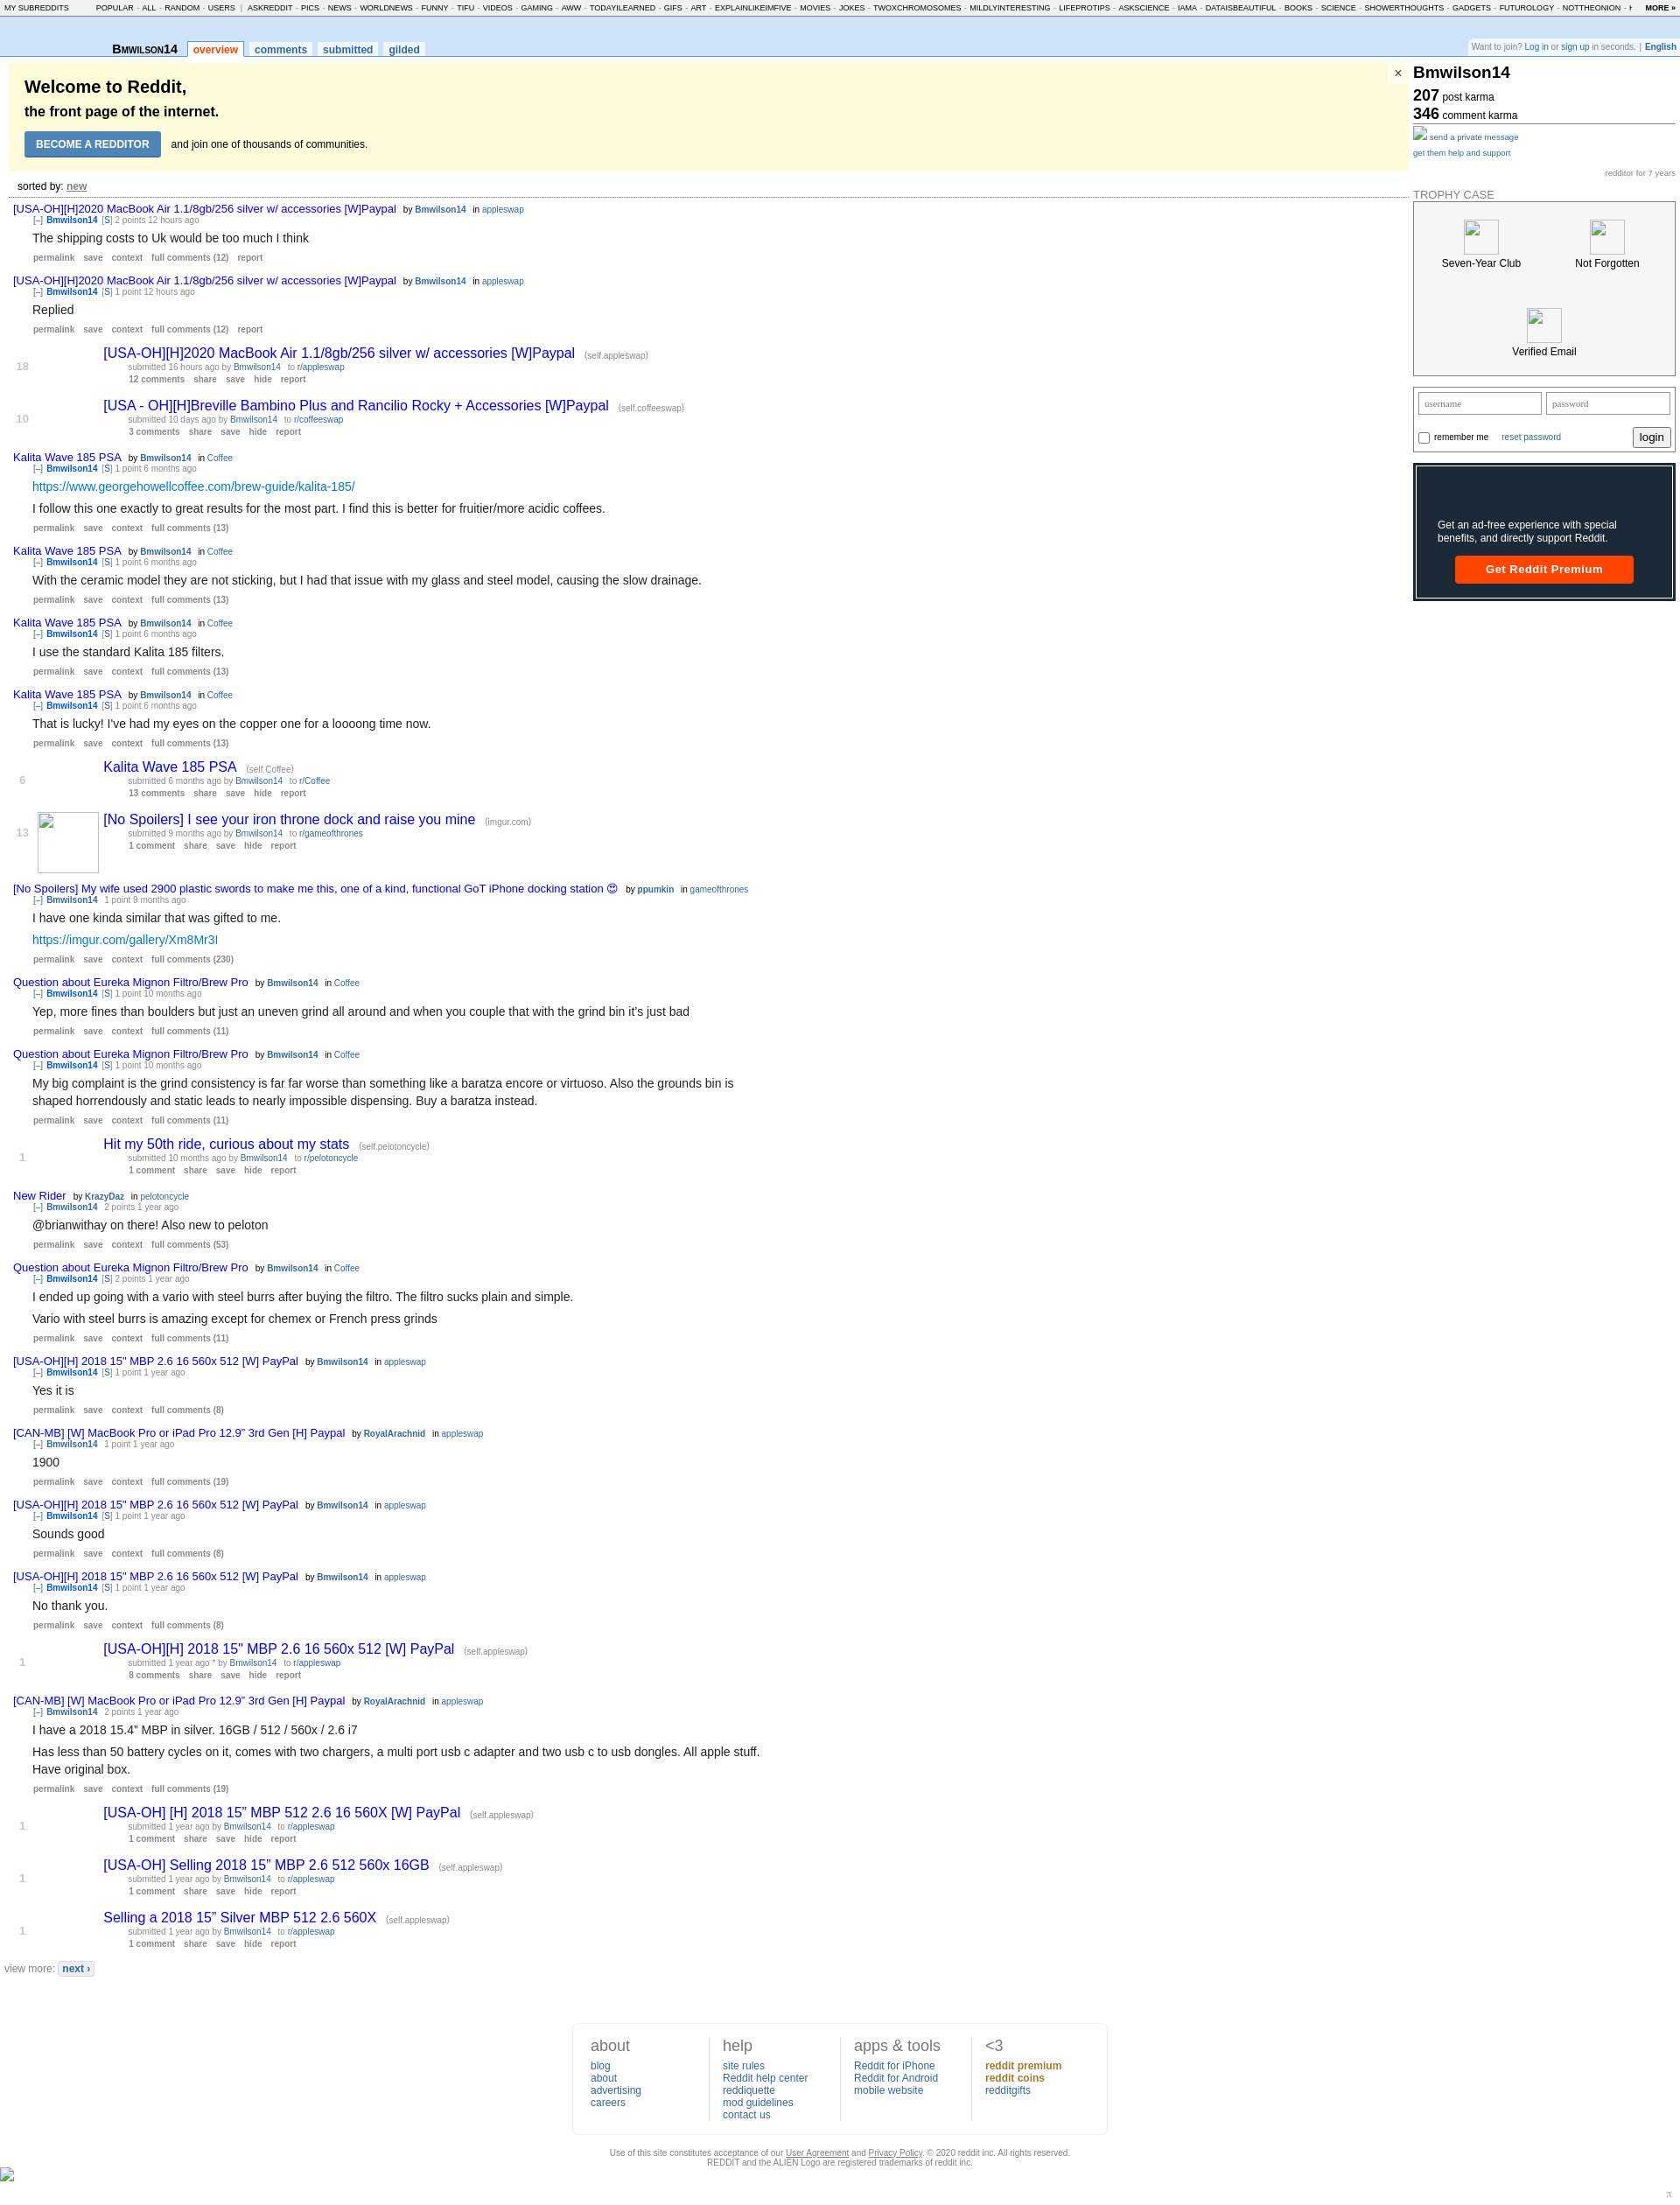 MY SUBREDDITS POPULAR - ALL - RANDOM - USERS | ASKREDDIT - PICS - NEWS - WORLDNEWS - FUNNY - TIFU - VIDEOS - GAMING - AWW - TODAYILEARNED - GIFS - ART - EXPLAINLIKEIMFIVE - MOVIES - JOKES - TWOXCHROMOSOMES - MILDLYINTERESTING - LIFEPROTIPS - ASKSCIENCE - IAMA - DATAISBEAUTIFUL - BOOKS - SCIENCE - SHOWERTHOUGHTS - GADGETS - FUTUROLOGY - NOTTHEONION - MORE »
Bmwilson14 overview comments submitted gilded
Want to join? Log in or sign up in seconds. | English
Welcome to Reddit,
the front page of the internet.
BECOME A REDDITOR and join one of thousands of communities.
×
sorted by: new
[USA-OH][H]2020 MacBook Air 1.1/8gb/256 silver w/ accessories [W]Paypal by Bmwilson14 in appleswap
[–] Bmwilson14 [S] 2 points 12 hours ago
The shipping costs to Uk would be too much I think
permalink save context full comments (12) report
[USA-OH][H]2020 MacBook Air 1.1/8gb/256 silver w/ accessories [W]Paypal by Bmwilson14 in appleswap
[–] Bmwilson14 [S] 1 point 12 hours ago
Replied
permalink save context full comments (12) report
18 [USA-OH][H]2020 MacBook Air 1.1/8gb/256 silver w/ accessories [W]Paypal (self.appleswap)
submitted 16 hours ago by Bmwilson14 to r/appleswap
12 comments share save hide report
10 [USA - OH][H]Breville Bambino Plus and Rancilio Rocky + Accessories [W]Paypal (self.coffeeswap)
submitted 10 days ago by Bmwilson14 to r/coffeeswap
3 comments share save hide report
Kalita Wave 185 PSA by Bmwilson14 in Coffee
[–] Bmwilson14 [S] 1 point 6 months ago
https://www.georgehowellcoffee.com/brew-guide/kalita-185/
I follow this one exactly to great results for the most part. I find this is better for fruitier/more acidic coffees.
permalink save context full comments (13)
Kalita Wave 185 PSA by Bmwilson14 in Coffee
[–] Bmwilson14 [S] 1 point 6 months ago
With the ceramic model they are not sticking, but I had that issue with my glass and steel model, causing the slow drainage.
permalink save context full comments (13)
Kalita Wave 185 PSA by Bmwilson14 in Coffee
[–] Bmwilson14 [S] 1 point 6 months ago
I use the standard Kalita 185 filters.
permalink save context full comments (13)
Kalita Wave 185 PSA by Bmwilson14 in Coffee
[–] Bmwilson14 [S] 1 point 6 months ago
That is lucky! I've had my eyes on the copper one for a loooong time now.
permalink save context full comments (13)
6 Kalita Wave 185 PSA (self.Coffee)
submitted 6 months ago by Bmwilson14 to r/Coffee
13 comments share save hide report
13 [No Spoilers] I see your iron throne dock and raise you mine (imgur.com)
submitted 9 months ago by Bmwilson14 to r/gameofthrones
1 comment share save hide report
[No Spoilers] My wife used 2900 plastic swords to make me this, one of a kind, functional GoT iPhone docking station 😍 by ppumkin in gameofthrones
[–] Bmwilson14 1 point 9 months ago
I have one kinda similar that was gifted to me.
https://imgur.com/gallery/Xm8Mr3I
permalink save context full comments (230)
Question about Eureka Mignon Filtro/Brew Pro by Bmwilson14 in Coffee
[–] Bmwilson14 [S] 1 point 10 months ago
Yep, more fines than boulders but just an uneven grind all around and when you couple that with the grind bin it's just bad
permalink save context full comments (11)
Question about Eureka Mignon Filtro/Brew Pro by Bmwilson14 in Coffee
[–] Bmwilson14 [S] 1 point 10 months ago
My big complaint is the grind consistency is far far worse than something like a baratza encore or virtuoso. Also the grounds bin is
shaped horrendously and static leads to nearly impossible dispensing. Buy a baratza instead.
permalink save context full comments (11)
1 Hit my 50th ride, curious about my stats (self.pelotoncycle)
submitted 10 months ago by Bmwilson14 to r/pelotoncycle
1 comment share save hide report
New Rider by KrazyDaz in pelotoncycle
[–] Bmwilson14 2 points 1 year ago
@brianwithay on there! Also new to peloton
permalink save context full comments (53)
Question about Eureka Mignon Filtro/Brew Pro by Bmwilson14 in Coffee
[–] Bmwilson14 [S] 2 points 1 year ago
I ended up going with a vario with steel burrs after buying the filtro. The filtro sucks plain and simple.
Vario with steel burrs is amazing except for chemex or French press grinds
permalink save context full comments (11)
[USA-OH][H] 2018 15" MBP 2.6 16 560x 512 [W] PayPal by Bmwilson14 in appleswap
[–] Bmwilson14 [S] 1 point 1 year ago
Yes it is
permalink save context full comments (8)
[CAN-MB] [W] MacBook Pro or iPad Pro 12.9” 3rd Gen [H] Paypal by RoyalArachnid in appleswap
[–] Bmwilson14 1 point 1 year ago
1900
permalink save context full comments (19)
[USA-OH][H] 2018 15" MBP 2.6 16 560x 512 [W] PayPal by Bmwilson14 in appleswap
[–] Bmwilson14 [S] 1 point 1 year ago
Sounds good
permalink save context full comments (8)
[USA-OH][H] 2018 15" MBP 2.6 16 560x 512 [W] PayPal by Bmwilson14 in appleswap
[–] Bmwilson14 [S] 1 point 1 year ago
No thank you.
permalink save context full comments (8)
1 [USA-OH][H] 2018 15" MBP 2.6 16 560x 512 [W] PayPal (self.appleswap)
submitted 1 year ago * by Bmwilson14 to r/appleswap
8 comments share save hide report
[CAN-MB] [W] MacBook Pro or iPad Pro 12.9” 3rd Gen [H] Paypal by RoyalArachnid in appleswap
[–] Bmwilson14 2 points 1 year ago
I have a 2018 15.4” MBP in silver. 16GB / 512 / 560x / 2.6 i7
Has less than 50 battery cycles on it, comes with two chargers, a multi port usb c adapter and two usb c to usb dongles. All apple stuff.
Have original box.
permalink save context full comments (19)
1 [USA-OH] [H] 2018 15” MBP 512 2.6 16 560X [W] PayPal (self.appleswap)
submitted 1 year ago by Bmwilson14 to r/appleswap
1 comment share save hide report
1 [USA-OH] Selling 2018 15” MBP 2.6 512 560x 16GB (self.appleswap)
submitted 1 year ago by Bmwilson14 to r/appleswap
1 comment share save hide report
1 Selling a 2018 15” Silver MBP 512 2.6 560X (self.appleswap)
submitted 1 year ago by Bmwilson14 to r/appleswap
1 comment share save hide report
view more: next ›
Bmwilson14
207 post karma
346 comment karma
send a private message
get them help and support
redditor for 7 years
TROPHY CASE
Seven-Year Club Not Forgotten
Verified Email
username password
remember me reset password login
Get an ad-free experience with special
benefits, and directly support Reddit.
Get Reddit Premium
about
blog
about
advertising
careers
help
site rules
Reddit help center
reddiquette
mod guidelines
contact us
apps & tools
Reddit for iPhone
Reddit for Android
mobile website
<3
reddit premium
reddit coins
redditgifts
Use of this site constitutes acceptance of our User Agreement and Privacy Policy. © 2020 reddit inc. All rights reserved.
REDDIT and the ALIEN Logo are registered trademarks of reddit inc.
π